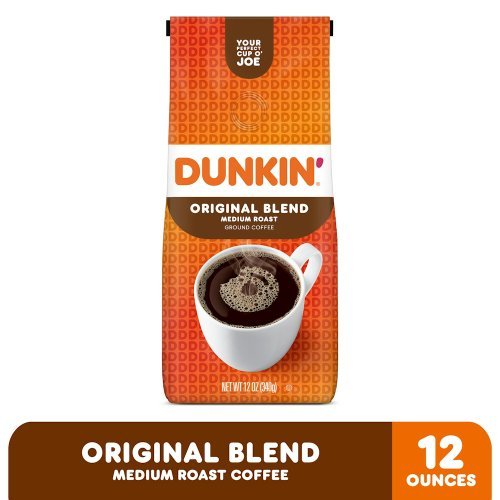 YOUR
PERFECT
CUP O'
JOE
DUNKIN'
ORIGINAL BLEND
MEDIUM ROAST
GROUND COFFEE
NET WT 12 OZ (340g)
ORIGINAL BLEND
MEDIUM ROAST COFFEE
12
OUNCES